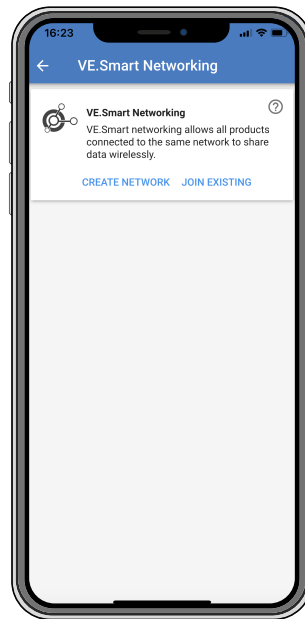 16:23
VE.Smart Networking
VE.Smart Networking
VE.Smart networking allows all products
connected to the same network to share
data wirelessly.
CREATE NETWORK JOIN EXISTING